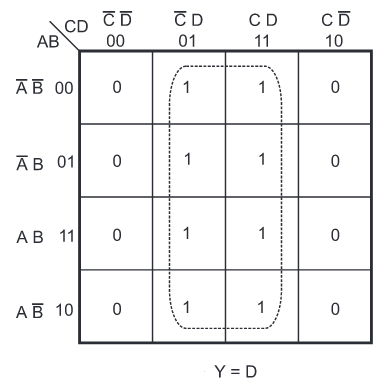 C̅ D̅ C̅ D C D C D̅
CD 00 01 11 10
AB
A̅ B̅ 00 0 1 1 0
A̅ B 01 0 1 1 0
A B 11 0 1 1 0
A B̅ 10 0 1 1 0
Y = D